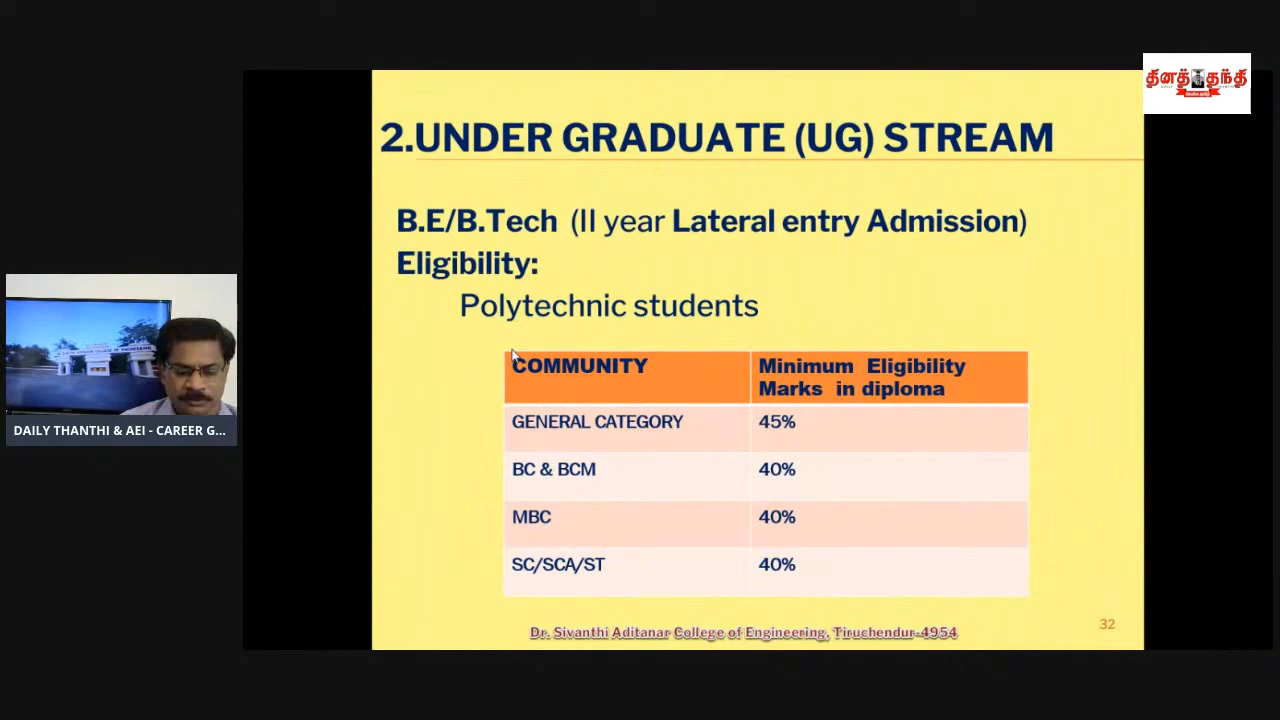 தினத்தந்தி
2.UNDER GRADUATE (UG) STREAM
B.E/B.Tech (II year Lateral entry Admission)
Eligibility:
Polytechnic students
COMMUNITY
Minimum Eligibility
Marks in diploma
GENERAL CATEGORY 45%
BC & BCM 40%
MBC 40%
SC/SCA/ST 40%
Dr. Sivanthi Aditanar College of Engineering, Tiruchendur-4954
32
DAILY THANTHI & AEI - CAREER G...